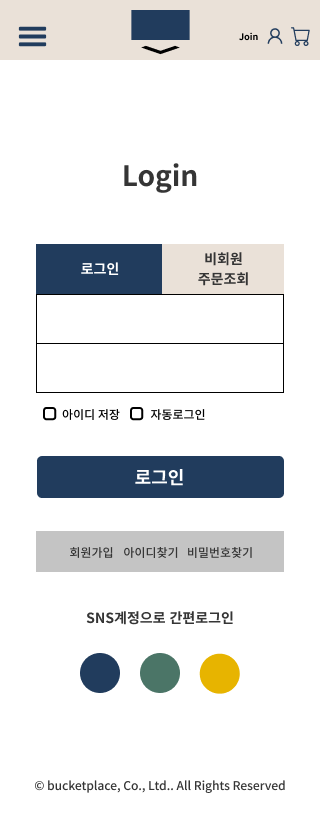 Join
Login
로그인
비회원
주문조회
아이디 저장 자동로그인
로그인
회원가입 아이디찾기 비밀번호찾기
SNS계정으로 간편로그인
© bucketplace, Co., Ltd.. All Rights Reserved